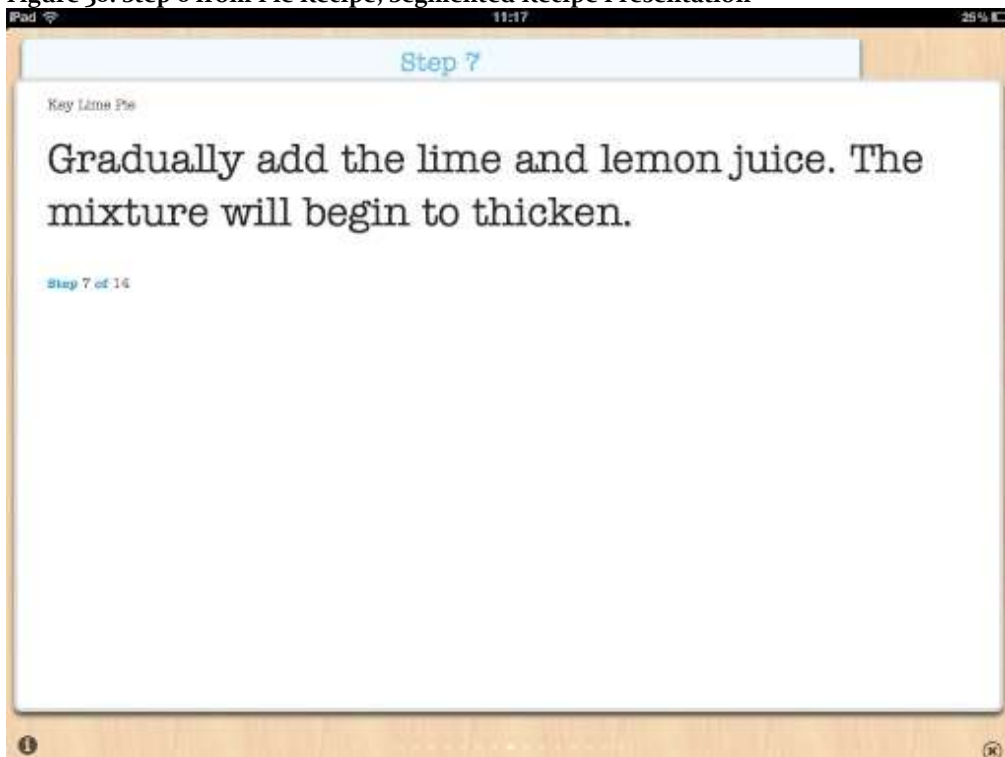 Figure 30: Step 6 from Pie Recipe, Segmented Recipe Presentation
iPad 11:17 25%
Step 7
Key Lime Pie
Gradually add the lime and lemon juice. The
mixture will begin to thicken.
Step 7 of 14